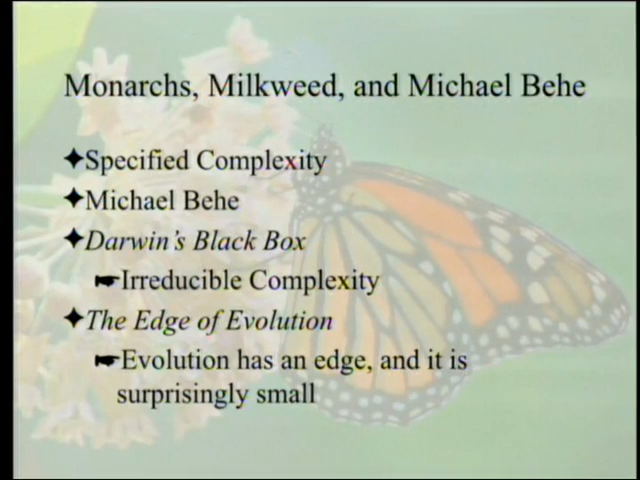 Monarchs, Milkweed, and Michael Behe
Specified Complexity
Michael Behe
Darwin's Black Box
Irreducible Complexity
The Edge of Evolution
Evolution has an edge, and it is
surprisingly small